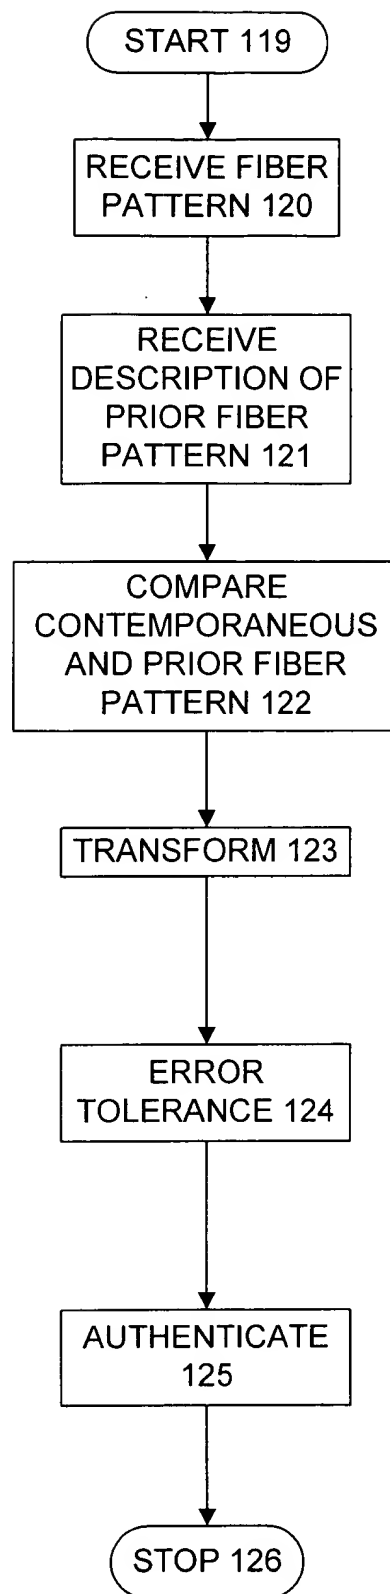 START 119
RECEIVE FIBER
PATTERN 120
RECEIVE
DESCRIPTION OF
PRIOR FIBER
PATTERN 121
COMPARE
CONTEMPORANEOUS
AND PRIOR FIBER
PATTERN 122
TRANSFORM 123
ERROR
TOLERANCE 124
AUTHENTICATE
125
STOP 126